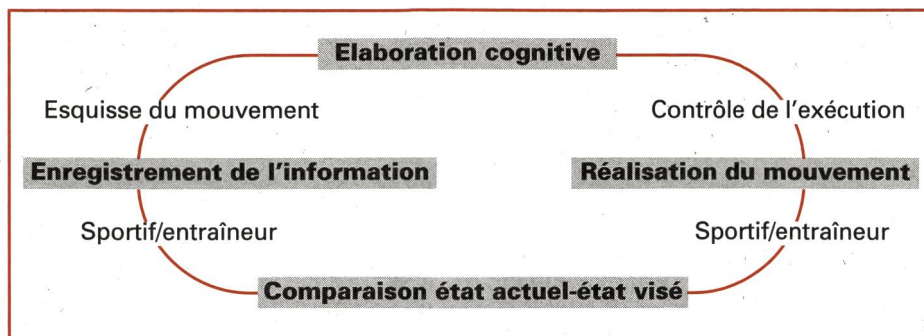 Elaboration cognitive
Esquisse du mouvement
Contrôle de l'exécution
Enregistrement de l'information
Réalisation du mouvement
Sportif/entraîneur
Sportif/entraîneur
Comparaison état actuel-état visé